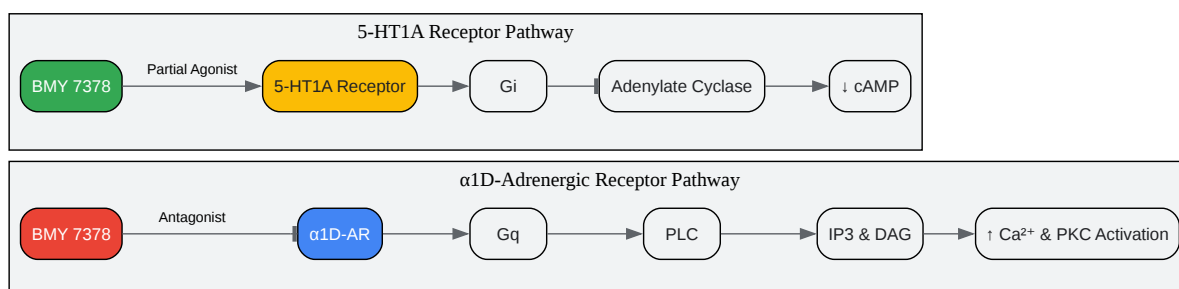 5-HT1A Receptor Pathway
BMY 7378
Partial Agonist
5-HT1A Receptor
Gi
Adenylate Cyclase
↓ cAMP
α1D-Adrenergic Receptor Pathway
BMY 7378
Antagonist
α1D-AR
Gq
PLC
IP3 & DAG
↑ Ca²⁺ & PKC Activation